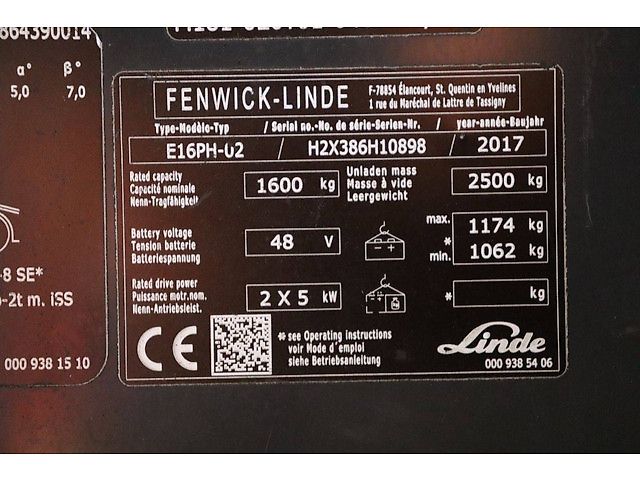 864390014
α° β°
5,0 7,0
FENWICK-LINDE
F-78854 Élancourt, St. Quentin en Yvelines
1 rue du Maréchal de Lattre de Tassigny
Type-Modèle-Typ / Serial no.-No. de série-Serien-Nr. / year-année-Baujahr
E16PH-02 / H2X386H10898 / 2017
Rated capacity
Capacité nominale
Nenn-Tragfähigkeit
1600 kg
Unladen mass
Masse à vide
Leergewicht
2500 kg
Battery voltage
Tension batterie
Batteriespannung
48 V
max. 1174 kg
* min. 1062 kg
Rated drive power
Puissance motr.nom.
Nenn-Antriebsleist.
2 X 5 kW
* kg
CE
*= see Operating instructions
voir Mode d'emploi
siehe Betriebsanleitung
Linde
000 938 54 06
-8 SE*
-2t m. iSS
000 938 15 10